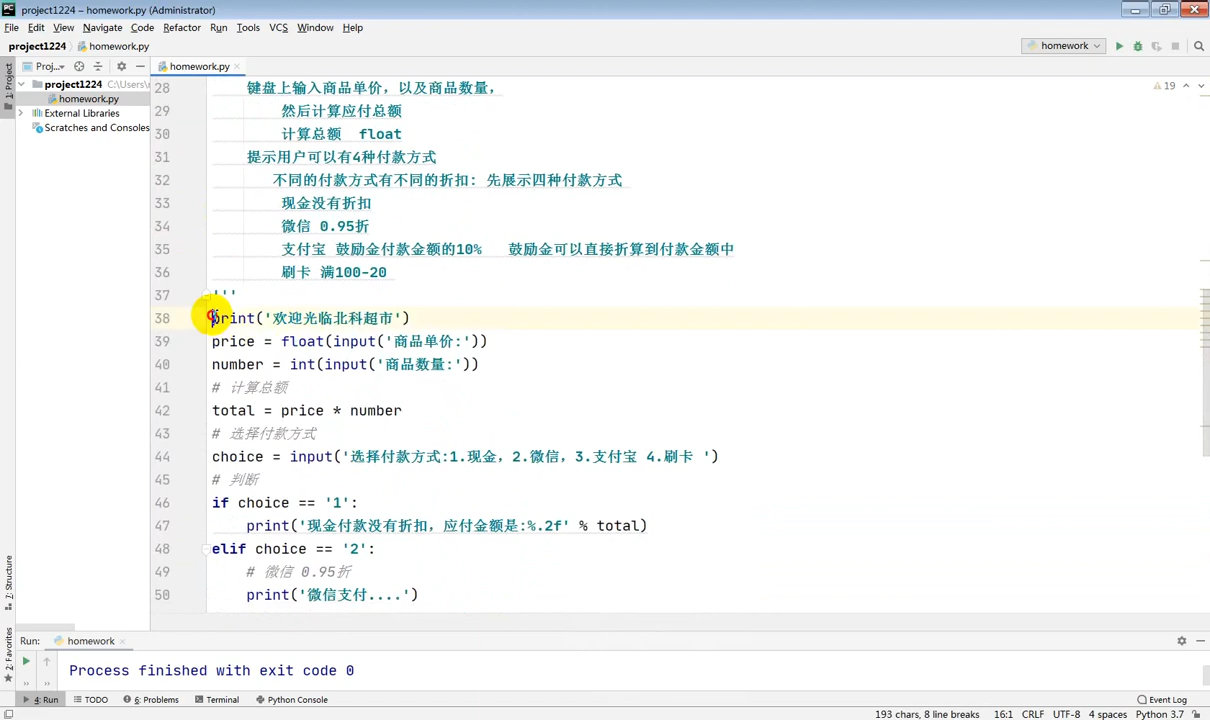 project1224 – homework.py (Administrator)
File Edit View Navigate Code Refactor Run Tools VCS Window Help
project1224 homework.py homework
1: Project
Proj...
homework.py
project1224 C:\Users\
homework.py
External Libraries
Scratches and Consoles
19
28 键盘上输入商品单价，以及商品数量，
29 然后计算应付总额
30 计算总额 float
31 提示用户可以有4种付款方式
32 不同的付款方式有不同的折扣: 先展示四种付款方式
33 现金没有折扣
34 微信 0.95折
35 支付宝 鼓励金付款金额的10% 鼓励金可以直接折算到付款金额中
36 刷卡 满100-20
37 '''
38 print('欢迎光临北科超市')
39 price = float(input('商品单价:'))
40 number = int(input('商品数量:'))
41 # 计算总额
42 total = price * number
43 # 选择付款方式
44 choice = input('选择付款方式:1.现金，2.微信，3.支付宝 4.刷卡 ')
45 # 判断
46 if choice == '1':
47 print('现金付款没有折扣，应付金额是:%.2f' % total)
48 elif choice == '2':
49 # 微信 0.95折
50 print('微信支付....')
7: Structure
2: Favorites
Run: homework
Process finished with exit code 0
4: Run TODO 6: Problems Terminal Python Console Event Log
193 chars, 8 line breaks 16:1 CRLF UTF-8 4 spaces Python 3.7